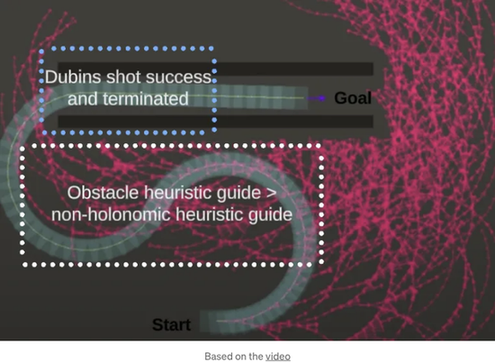 Dubins shot success
and terminated
Goal
Obstacle heuristic guide >
non-holonomic heuristic guide
Start
Based on the video